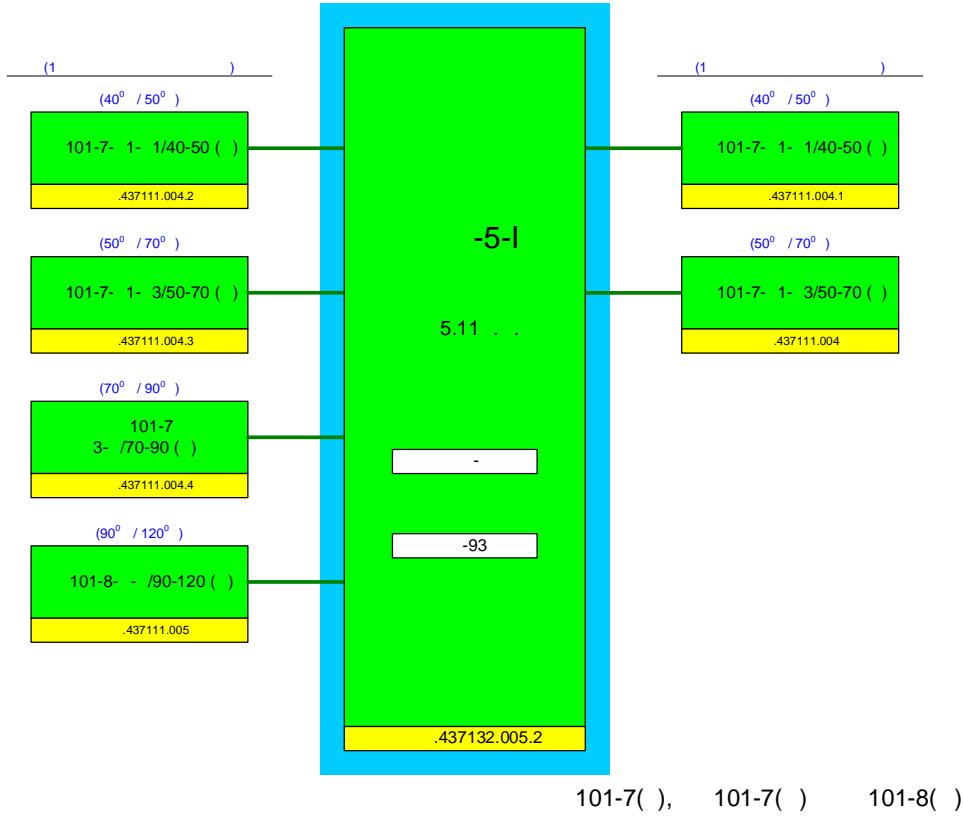 (1 )
(40⁰ / 50⁰ )
101-7- 1- 1/40-50 ( )
.437111.004.2
(50⁰ / 70⁰ )
101-7- 1- 3/50-70 ( )
.437111.004.3
(70⁰ / 90⁰ )
101-7
3- /70-90 ( )
.437111.004.4
(90⁰ / 120⁰ )
101-8- - /90-120 ( )
.437111.005
-5-I
5.11 . .
-
-93
.437132.005.2
(1 )
(40⁰ / 50⁰ )
101-7- 1- 1/40-50 ( )
.437111.004.1
(50⁰ / 70⁰ )
101-7- 1- 3/50-70 ( )
.437111.004
101-7( ), 101-7( ) 101-8( )